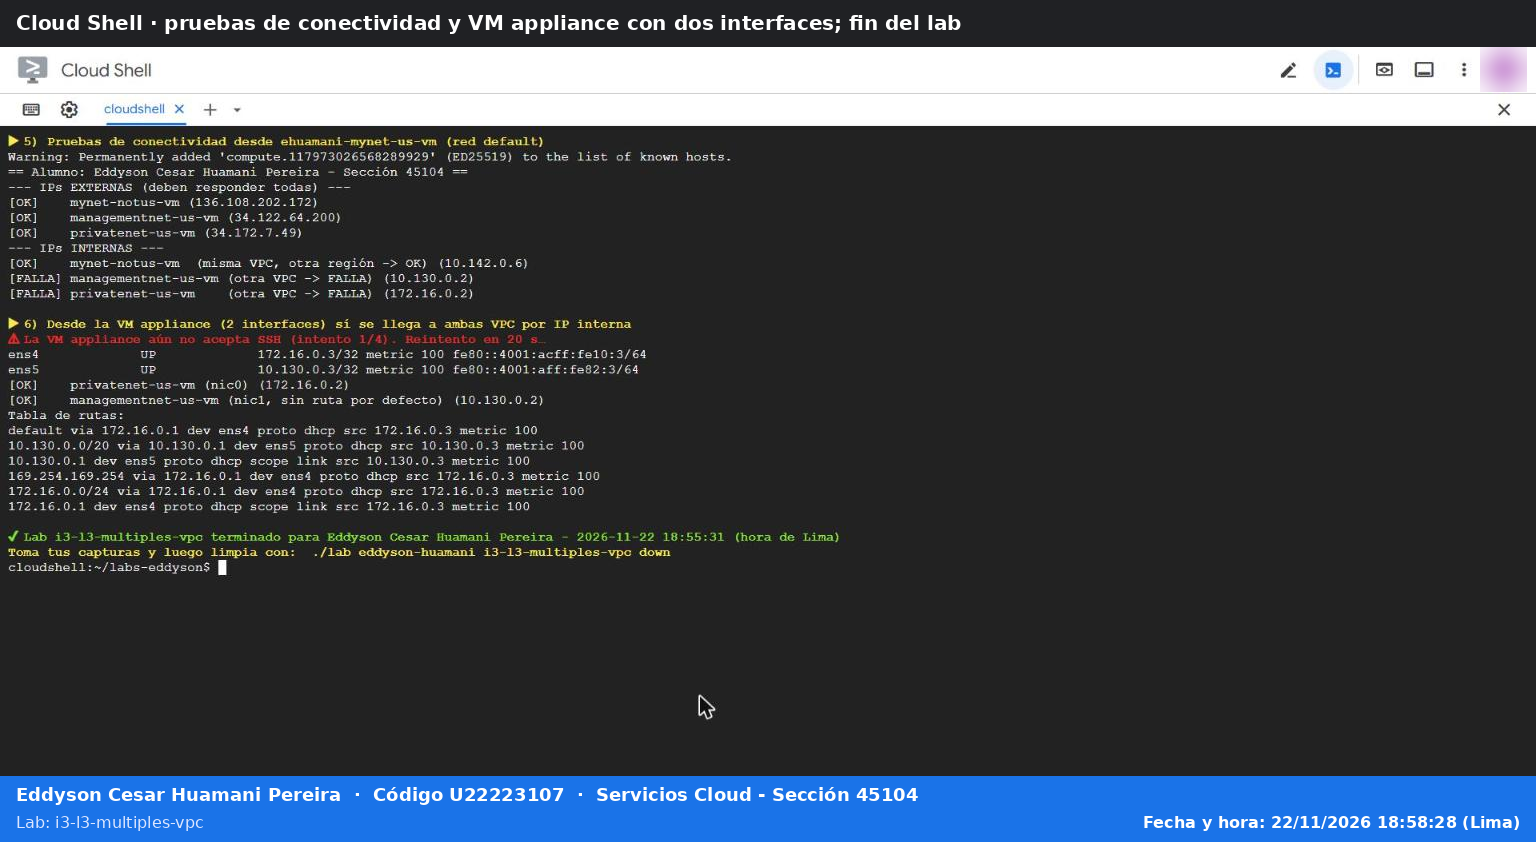 Cloud Shell · pruebas de conectividad y VM appliance con dos interfaces; fin del lab
Cloud Shell
cloudshell
5) Pruebas de conectividad desde ehuamani-mynet-us-vm (red default)
Warning: Permanently added 'compute.117973026568289929' (ED25519) to the list of known hosts.
== Alumno: Eddyson Cesar Huamani Pereira - Sección 45104 ==
--- IPs EXTERNAS (deben responder todas) ---
[OK]    mynet-notus-vm (136.108.202.172)
[OK]    managementnet-us-vm (34.122.64.200)
[OK]    privatenet-us-vm (34.172.7.49)
--- IPs INTERNAS ---
[OK]    mynet-notus-vm  (misma VPC, otra región -> OK) (10.142.0.6)
[FALLA] managementnet-us-vm (otra VPC -> FALLA) (10.130.0.2)
[FALLA] privatenet-us-vm    (otra VPC -> FALLA) (172.16.0.2)
6) Desde la VM appliance (2 interfaces) sí se llega a ambas VPC por IP interna
La VM appliance aún no acepta SSH (intento 1/4). Reintento en 20 s…
ens4             UP             172.16.0.3/32 metric 100 fe80::4001:acff:fe10:3/64
ens5             UP             10.130.0.3/32 metric 100 fe80::4001:aff:fe82:3/64
[OK]    privatenet-us-vm (nic0) (172.16.0.2)
[OK]    managementnet-us-vm (nic1, sin ruta por defecto) (10.130.0.2)
Tabla de rutas:
default via 172.16.0.1 dev ens4 proto dhcp src 172.16.0.3 metric 100
10.130.0.0/20 via 10.130.0.1 dev ens5 proto dhcp src 10.130.0.3 metric 100
10.130.0.1 dev ens5 proto dhcp scope link src 10.130.0.3 metric 100
169.254.169.254 via 172.16.0.1 dev ens4 proto dhcp src 172.16.0.3 metric 100
172.16.0.0/24 via 172.16.0.1 dev ens4 proto dhcp src 172.16.0.3 metric 100
172.16.0.1 dev ens4 proto dhcp scope link src 172.16.0.3 metric 100
✓ Lab i3-l3-multiples-vpc terminado para Eddyson Cesar Huamani Pereira - 2026-11-22 18:55:31 (hora de Lima)
Toma tus capturas y luego limpia con:  ./lab eddyson-huamani i3-l3-multiples-vpc down
cloudshell:~/labs-eddyson$
Eddyson Cesar Huamani Pereira · Código U22223107 · Servicios Cloud - Sección 45104
Lab: i3-l3-multiples-vpc
Fecha y hora: 22/11/2026 18:58:28 (Lima)